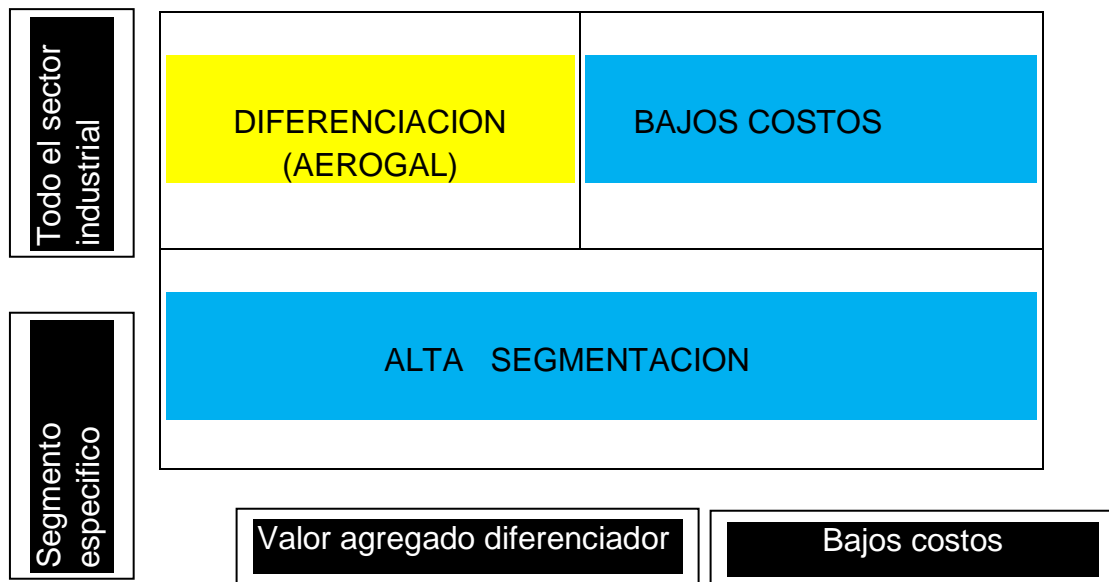 Todo el sector
industrial
DIFERENCIACION
(AEROGAL)
BAJOS COSTOS
Segmento
especifico
ALTA SEGMENTACION
Valor agregado diferenciador
Bajos costos